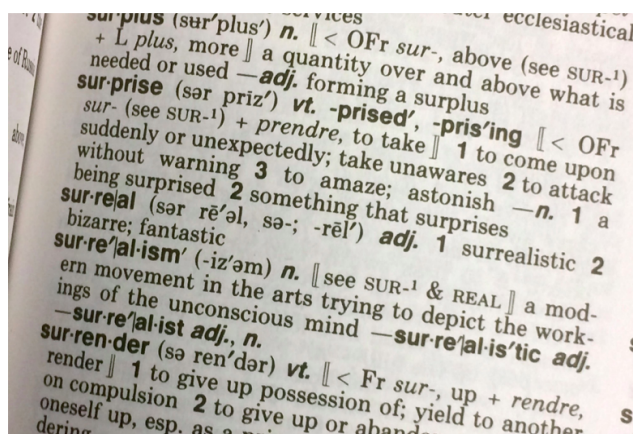 services
ecclesiastical
sur·plus (sur′plus′) n. ⟦< OFr sur-, above (see SUR-¹)
+ L plus, more⟧ a quantity over and above what is
needed or used —adj. forming a surplus
sur·prise (sər prīz′) vt. -prised′, -pris′ing ⟦< OFr
sur- (see SUR-¹) + prendre, to take⟧ 1 to come upon
suddenly or unexpectedly; take unawares 2 to attack
without warning 3 to amaze; astonish —n. 1 a
being surprised 2 something that surprises
sur·re|al (sər rē′əl, sə-; -rēl′) adj. 1 surrealistic 2
bizarre; fantastic
sur·re′|al·ism′ (-iz′əm) n. ⟦see SUR-¹ & REAL⟧ a mod-
ern movement in the arts trying to depict the work-
ings of the unconscious mind —sur·re′|al·is′tic adj.
—sur·re′|al·ist adj., n.
sur·ren·der (sə ren′dər) vt. ⟦< Fr sur-, up + rendre,
render⟧ 1 to give up possession of; yield to another
on compulsion 2 to give up or
oneself up, esp. as a
dering